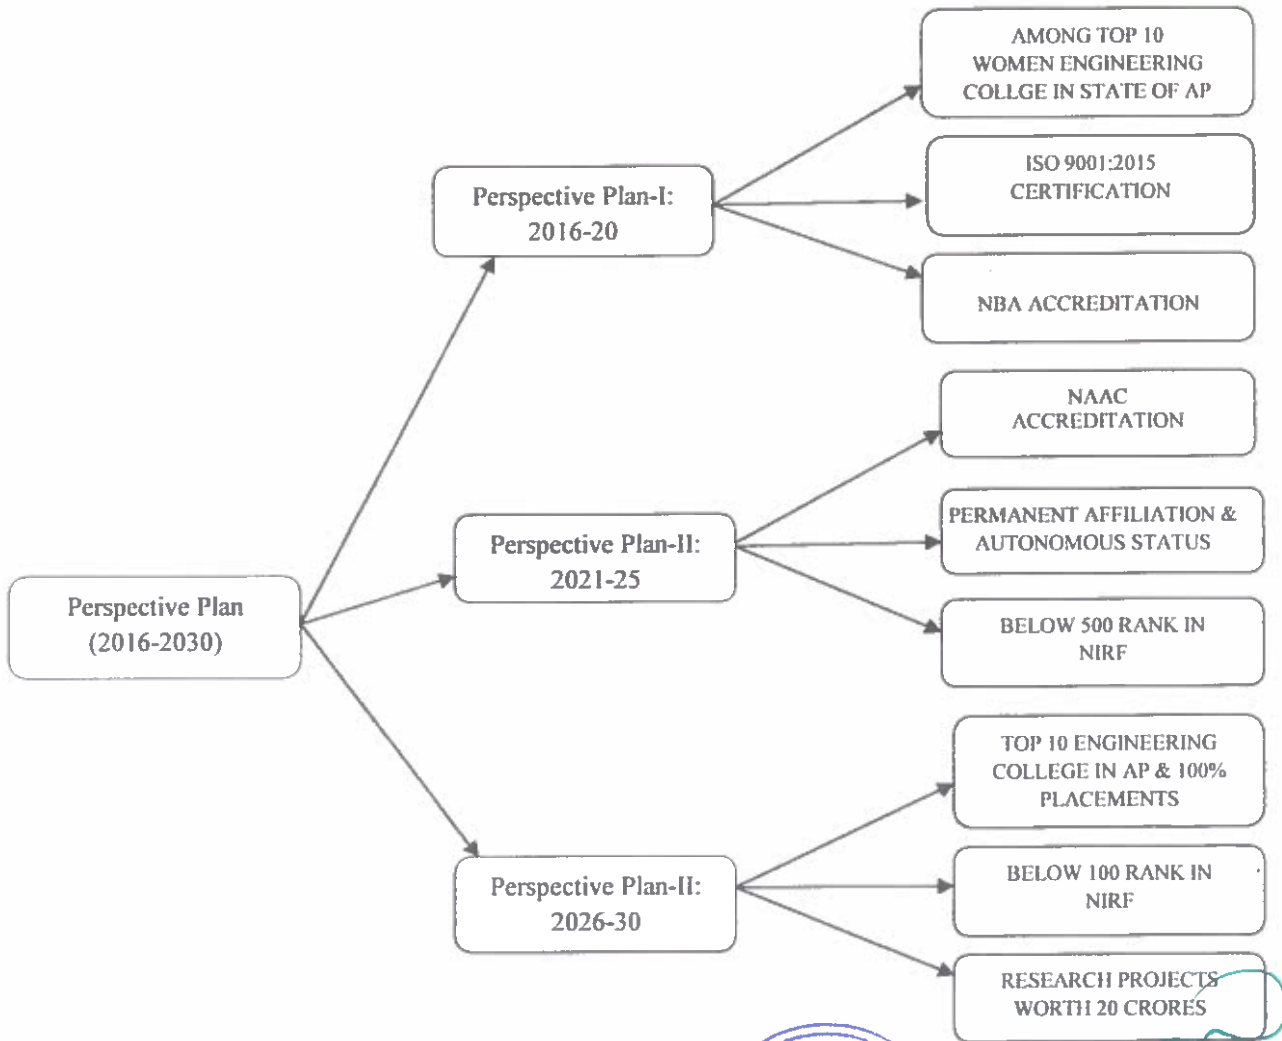 AMONG TOP 10
WOMEN ENGINEERING
COLLGE IN STATE OF AP
ISO 9001:2015
CERTIFICATION
Perspective Plan-I:
2016-20
NBA ACCREDITATION
NAAC
ACCREDITATION
PERMANENT AFFILIATION &
AUTONOMOUS STATUS
Perspective Plan-II:
2021-25
BELOW 500 RANK IN
NIRF
Perspective Plan
(2016-2030)
TOP 10 ENGINEERING
COLLEGE IN AP & 100%
PLACEMENTS
BELOW 100 RANK IN
NIRF
Perspective Plan-II:
2026-30
RESEARCH PROJECTS
WORTH 20 CRORES